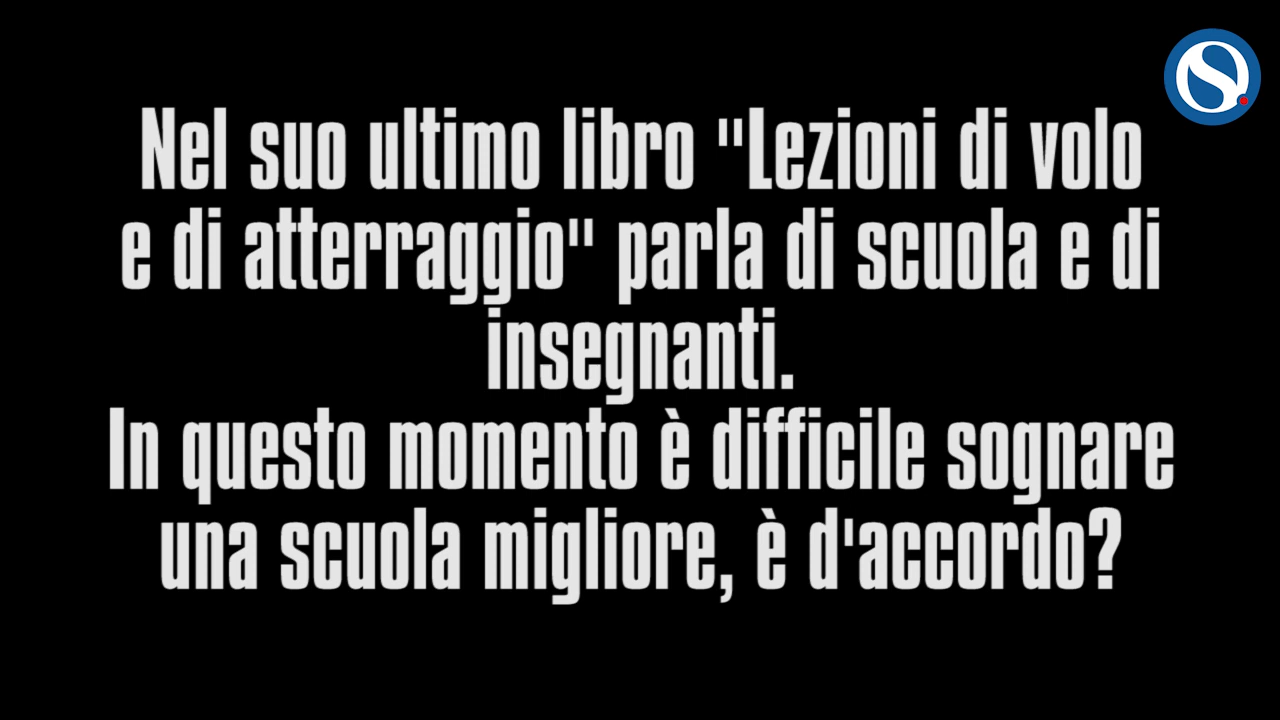 Nel suo ultimo libro "Lezioni di volo
e di atterraggio" parla di scuola e di
insegnanti.
In questo momento è difficile sognare
una scuola migliore, è d'accordo?